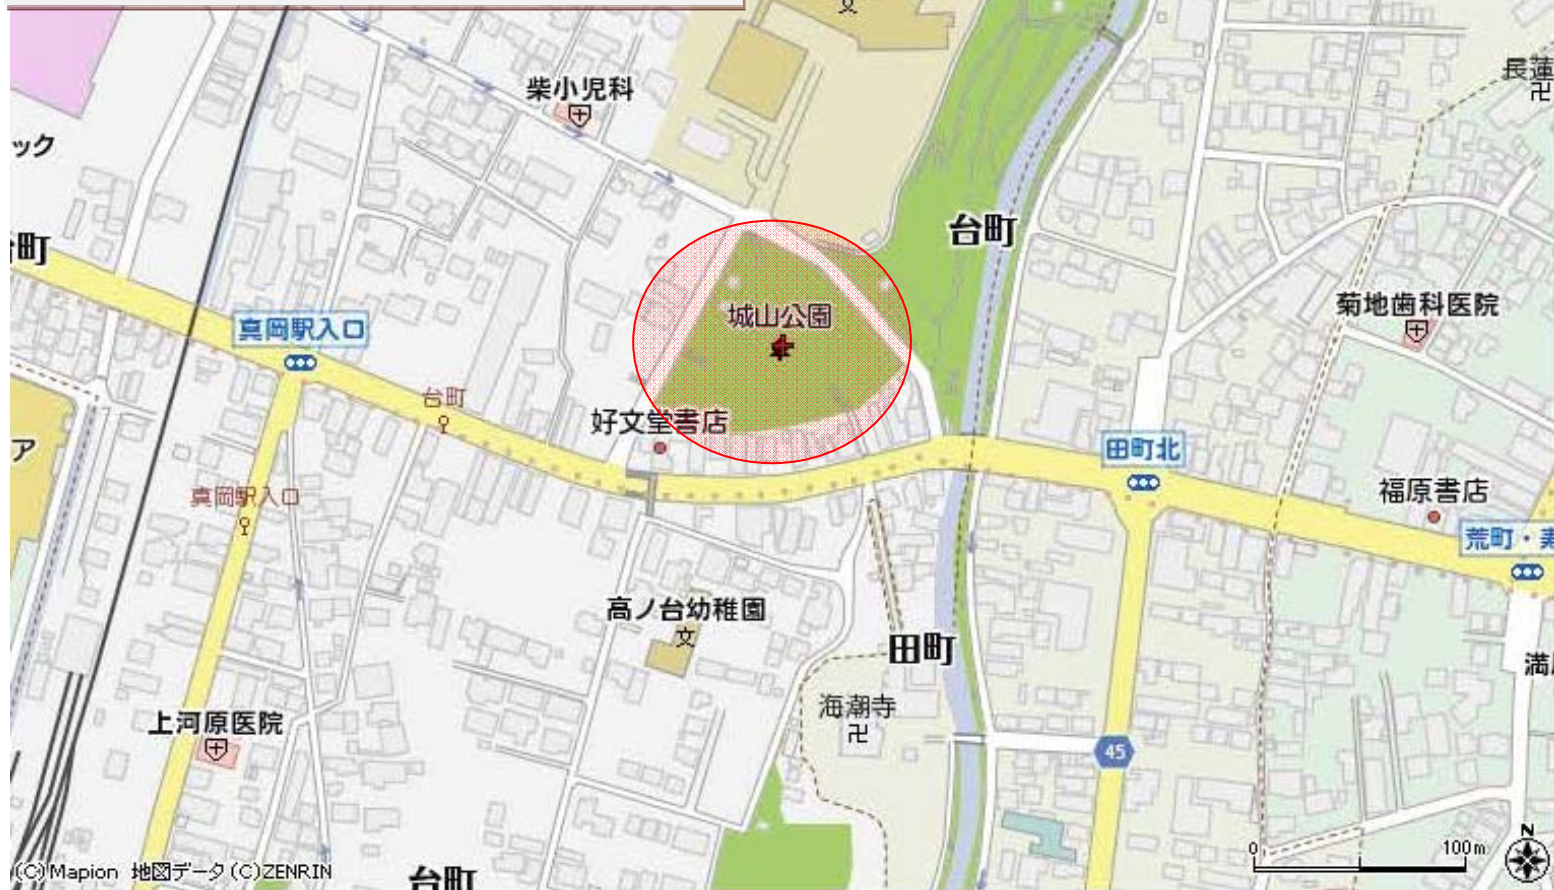 文
柴小児科
長蓮
卍
ック
台町
台町
城山公園
菊地歯科医院
真岡駅入口
台町
好文堂書店
田町北
ア
真岡駅入口
福原書店
荒町・
高ノ台幼稚園
文
田町
満
海潮寺
卍
上河原医院
45
N
0
100m
(C)Mapion 地図データ(C)ZENRIN
台町